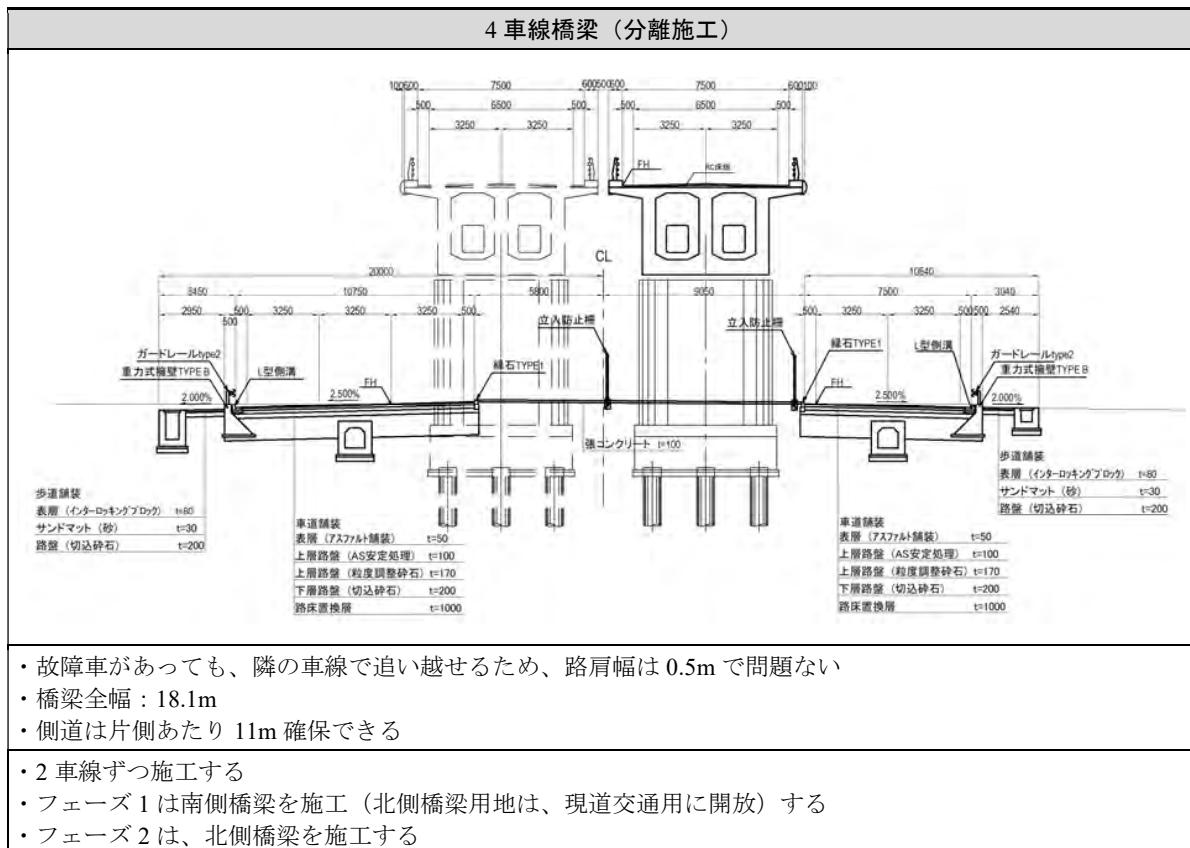 4 車線橋梁（分離施工）
100600 7500 600500600 7500 600100
500 6500 500 500 6500 500
3250 3250 3250 3250
FH
RC床版
CL
20000 10540
3450 10750 5800 9050 7500 3040
2950 500 3250 3250 3250 500 500 3250 3250 500500 2540
500
立入防止柵 立入防止柵
ガードレールtype2 縁石TYPE1 縁石TYPE1 L型側溝 ガードレールtype2
重力式擁壁TYPE B L型側溝 重力式擁壁TYPE B
2.000% 2.500% FH FH 2.500% 2.000%
張コンクリート t=100
歩道舗装
表層（インターロッキングブロック） t=80
サンドマット（砂） t=30
路盤（切込砕石） t=200
車道舗装
表層（アスファルト舗装） t=50
上層路盤（AS安定処理） t=100
上層路盤（粒度調整砕石）t=170
下層路盤（切込砕石） t=200
路床置換層 t=1000
車道舗装
表層（アスファルト舗装） t=50
上層路盤（AS安定処理） t=100
上層路盤（粒度調整砕石）t=170
下層路盤（切込砕石） t=200
路床置換層 t=1000
歩道舗装
表層（インターロッキングブロック） t=80
サンドマット（砂） t=30
路盤（切込砕石） t=200
・故障車があっても、隣の車線で追い越せるため、路肩幅は 0.5m で問題ない
・橋梁全幅：18.1m
・側道は片側あたり 11m 確保できる
・2 車線ずつ施工する
・フェーズ 1 は南側橋梁を施工（北側橋梁用地は、現道交通用に開放）する
・フェーズ 2 は、北側橋梁を施工する